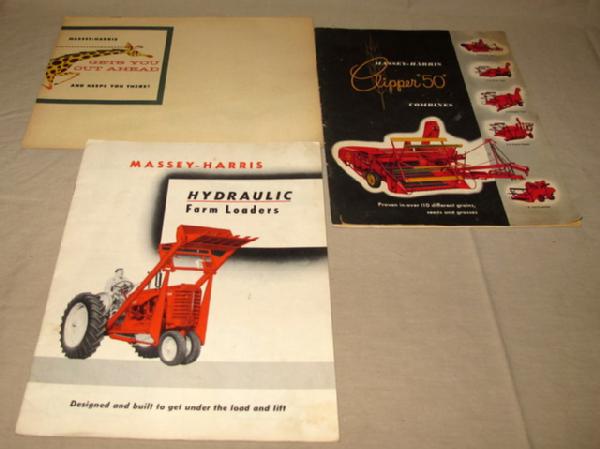 MASSEY-HARRIS
GETS YOU
OUT AHEAD
AND KEEPS YOU THERE!
MASSEY-HARRIS
Clipper "50"
COMBINES
Proven in over 110 different grains,
seeds and grasses
MASSEY-HARRIS
HYDRAULIC
Farm Loaders
Designed and built to get under the load and lift